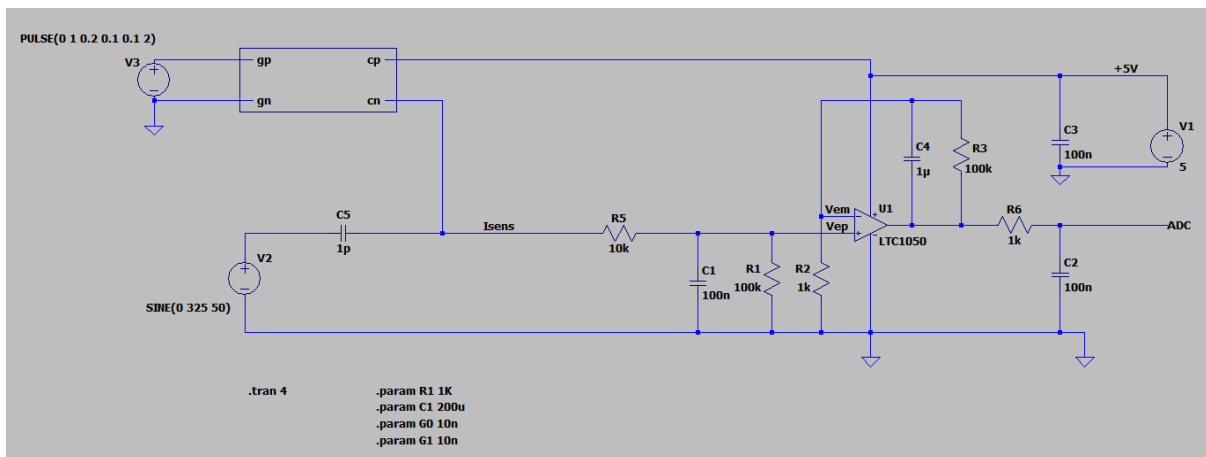 PULSE(0 1 0.2 0.1 0.1 2)
V3
gp
cp
gn
cn
+5V
C3
100n
V1
5
C4
1µ
R3
100k
C5
1p
Isens
R5
10k
Vem
Vep
U1
LTC1050
R6
1k
ADC
V2
SINE(0 325 50)
C1
100n
R1
100k
R2
1k
C2
100n
.tran 4
.param R1 1K
.param C1 200u
.param G0 10n
.param G1 10n